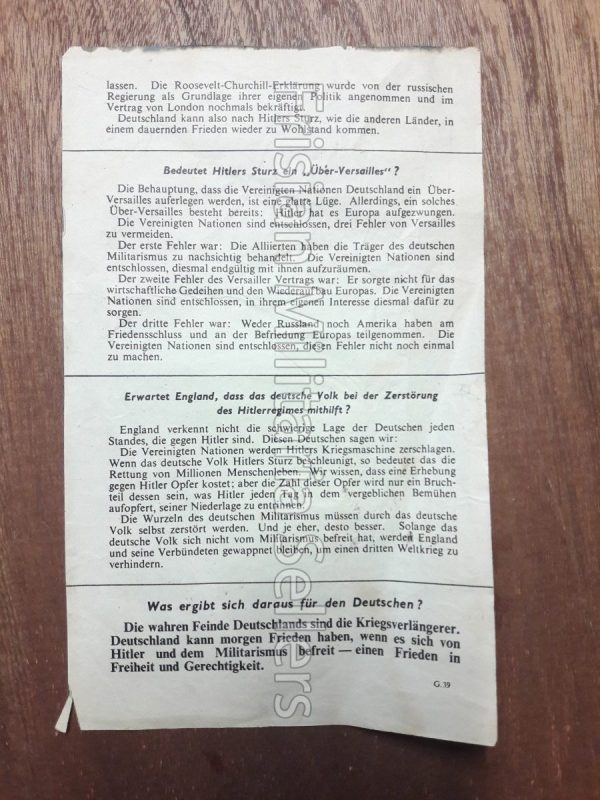 lassen. Die Roosevelt-Churchill-Erklärung wurde von der russischen
Regierung als Grundlage ihrer eigenen Politik angenommen und im
Vertrag von London nochmals bekräftigt.
Deutschland kann also nach Hitlers Sturz, wie die anderen Länder, in
einem dauernden Frieden wieder zu Wohlstand kommen.
Bedeutet Hitlers Sturz ein „Über-Versailles"?
Die Behauptung, dass die Vereinigten Nationen Deutschland ein Über-
Versailles auferlegen werden, ist eine glatte Lüge. Allerdings, ein solches
Über-Versailles besteht bereits: Hitler hat es Europa aufgezwungen.
Die Vereinigten Nationen sind entschlossen, drei Fehler von Versailles
zu vermeiden.
Der erste Fehler war: Die Alliierten haben die Träger des deutschen
Militarismus zu nachsichtig behandelt. Die Vereinigten Nationen sind
entschlossen, diesmal endgültig mit ihnen aufzuräumen.
Der zweite Fehler des Versailler Vertrags war: Er sorgte nicht für das
wirtschaftliche Gedeihen und den Wiederaufbau Europas. Die Vereinigten
Nationen sind entschlossen, in ihrem eigenen Interesse diesmal dafür zu
sorgen.
Der dritte Fehler war: Weder Russland noch Amerika haben am
Friedensschluss und an der Befriedung Europas teilgenommen. Die
Vereinigten Nationen sind entschlossen, diesen Fehler nicht noch einmal
zu machen.
Erwartet England, dass das deutsche Volk bei der Zerstörung
des Hitlerregimes mithilft?
England verkennt nicht die schwierige Lage der Deutschen jeden
Standes, die gegen Hitler sind. Diesen Deutschen sagen wir:
Die Vereinigten Nationen werden Hitlers Kriegsmaschine zerschlagen.
Wenn das deutsche Volk Hitlers Sturz beschleunigt, so bedeutet das die
Rettung von Millionen Menschenleben. Wir wissen, dass eine Erhebung
gegen Hitler Opfer kostet; aber die Zahl dieser Opfer wird nur ein Bruch-
teil dessen sein, was Hitler jeden Tag in dem vergeblichen Bemühen
aufopfert, seiner Niederlage zu entrinnen.
Die Wurzeln des deutschen Militarismus müssen durch das deutsche
Volk selbst zerstört werden. Und je eher, desto besser. Solange das
deutsche Volk sich nicht vom Militarismus befreit hat, werden England
und seine Verbündeten gewappnet bleiben, um einen dritten Weltkrieg zu
verhindern.
Was ergibt sich daraus für den Deutschen?
Die wahren Feinde Deutschlands sind die Kriegsverlängerer.
Deutschland kann morgen Frieden haben, wenn es sich von
Hitler und dem Militarismus befreit — einen Frieden in
Freiheit und Gerechtigkeit.
G.19
FrisianMilitariaSellers